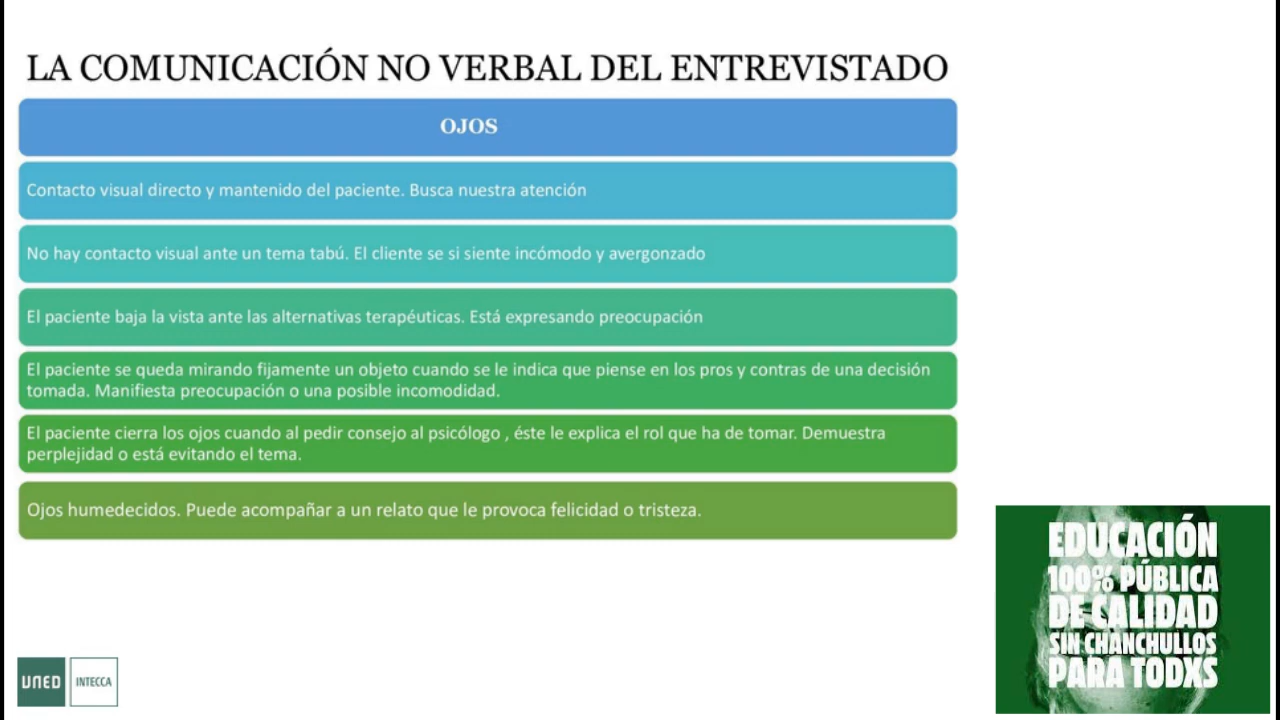 LA COMUNICACIÓN NO VERBAL DEL ENTREVISTADO
OJOS
Contacto visual directo y mantenido del paciente. Busca nuestra atención
No hay contacto visual ante un tema tabú. El cliente se si siente incómodo y avergonzado
El paciente baja la vista ante las alternativas terapéuticas. Está expresando preocupación
El paciente se queda mirando fijamente un objeto cuando se le indica que piense en los pros y contras de una decisión
tomada. Manifiesta preocupación o una posible incomodidad.
El paciente cierra los ojos cuando al pedir consejo al psicólogo , éste le explica el rol que ha de tomar. Demuestra
perplejidad o está evitando el tema.
Ojos humedecidos. Puede acompañar a un relato que le provoca felicidad o tristeza.
EDUCACIÓN
100% PÚBLICA
DE CALIDAD
SIN CHANCHULLOS
PARA TODXS
UNED
INTECCA